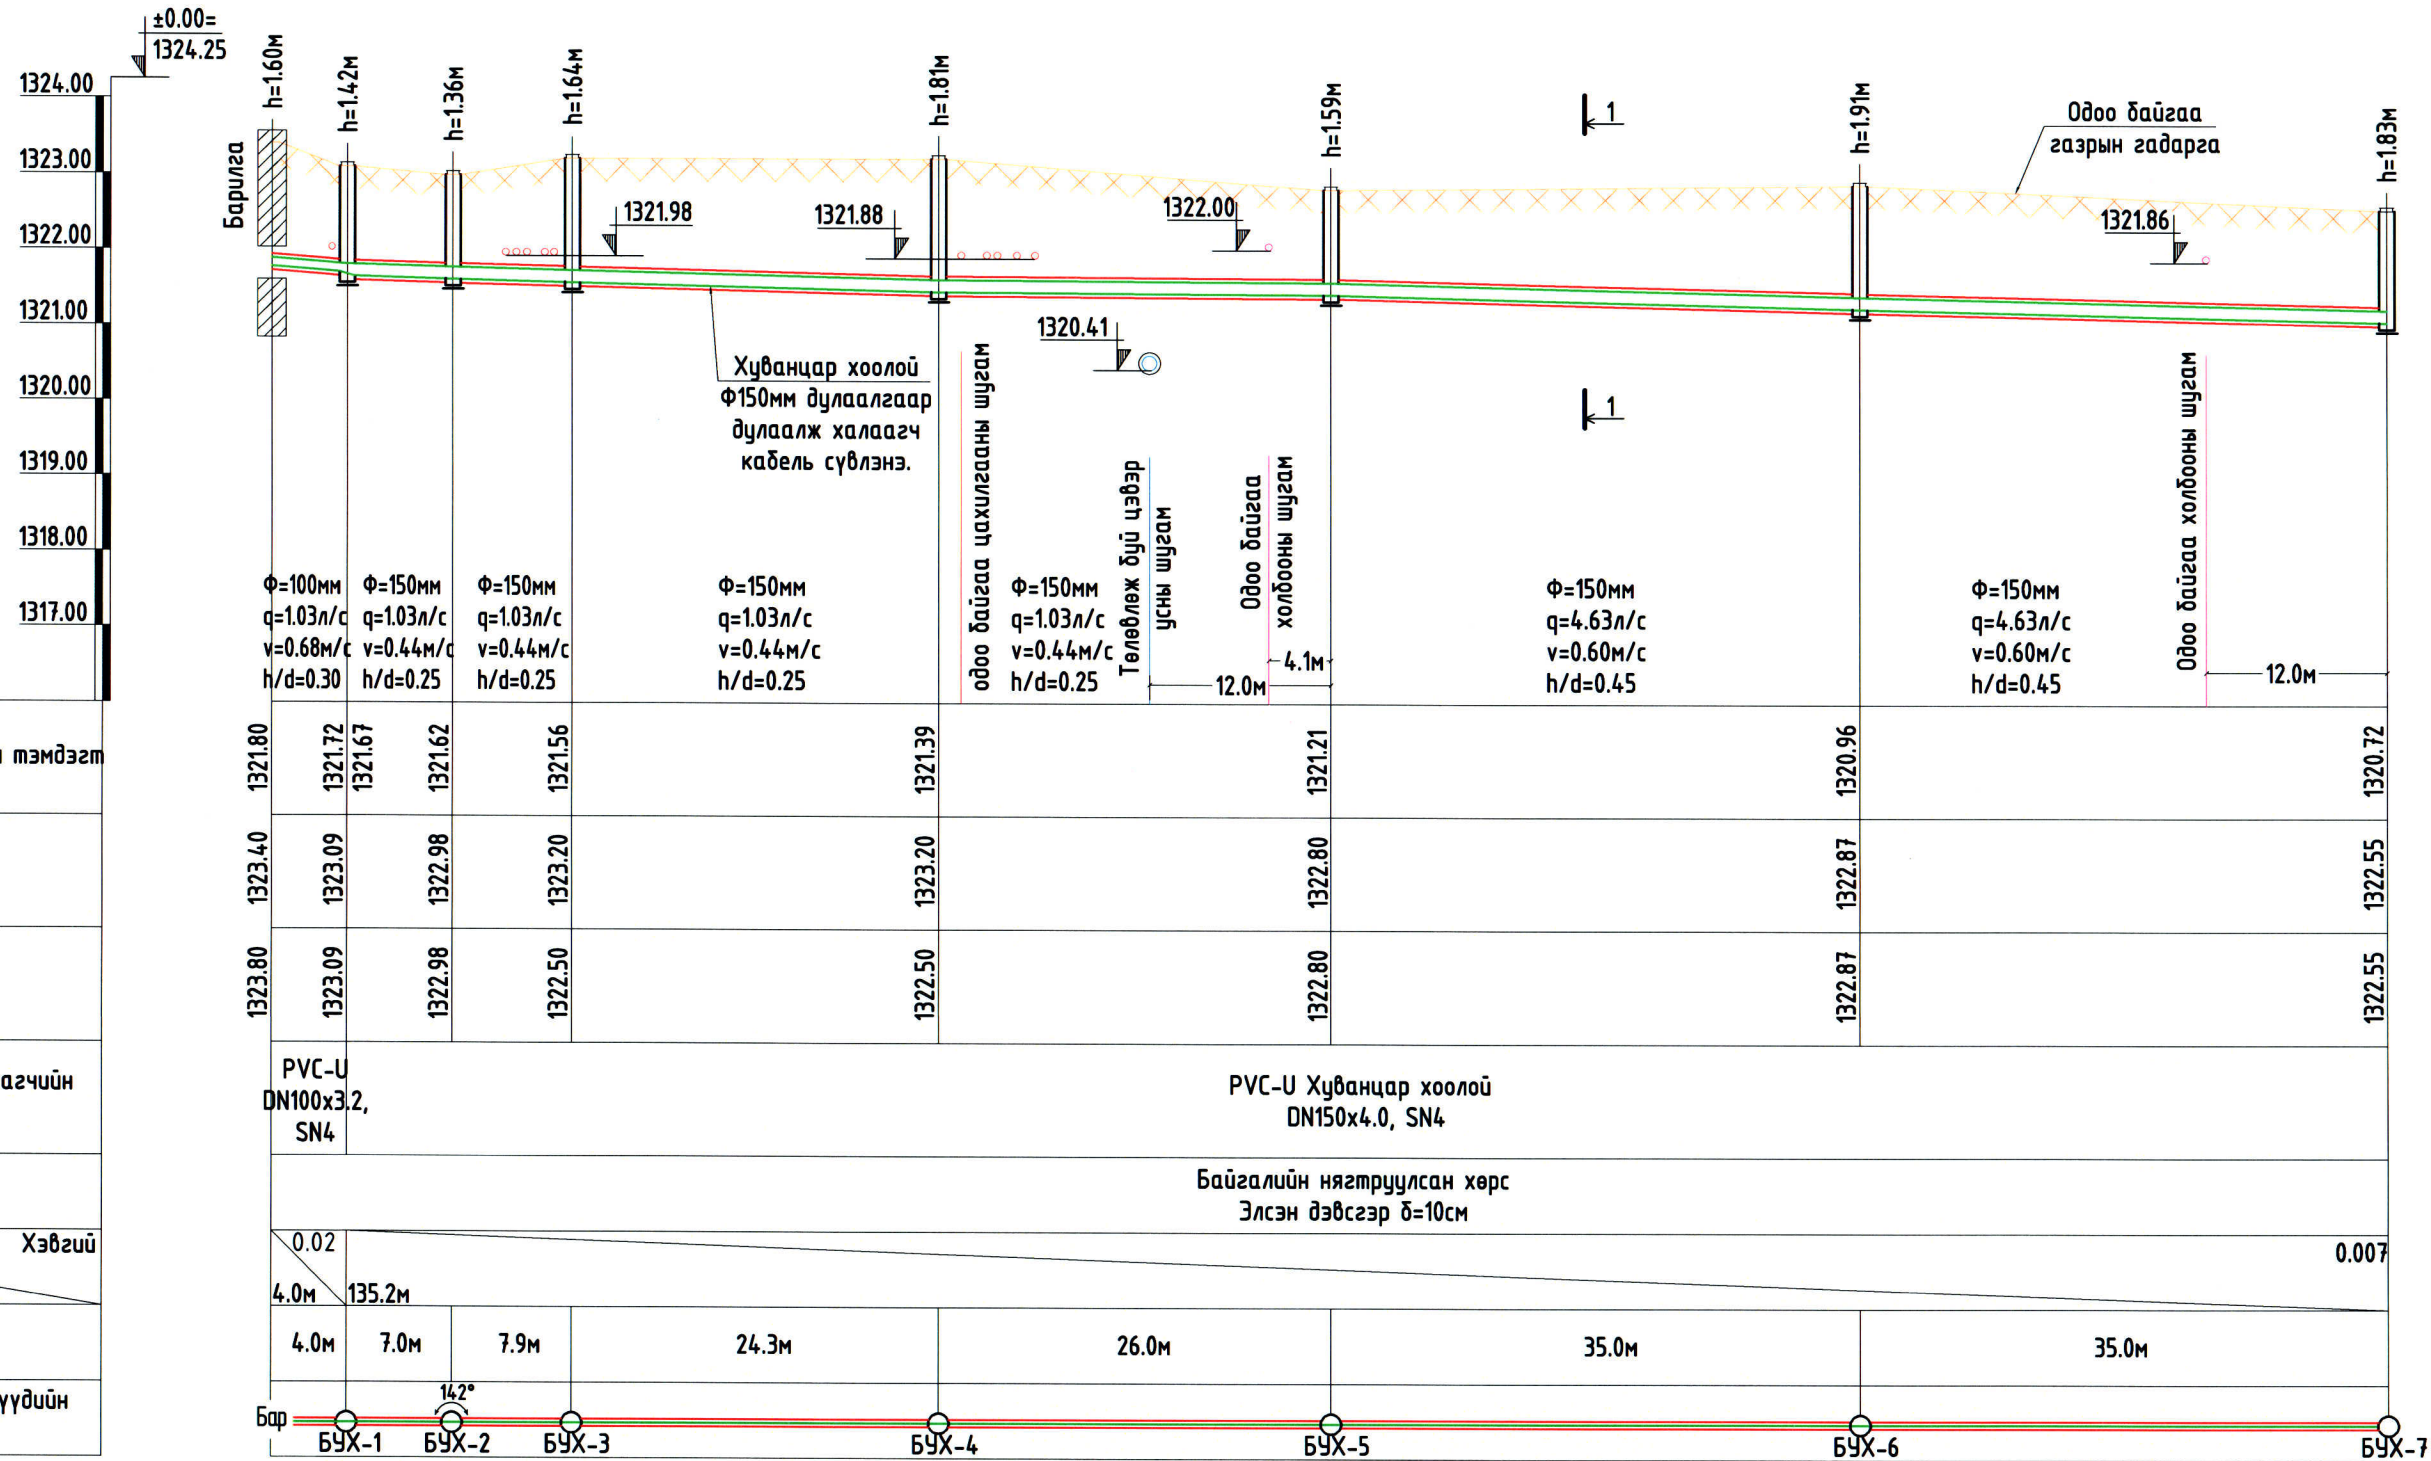 ±0.00=
1324.25
1324.00
1323.00
1322.00
1321.00
1320.00
1319.00
1318.00
1317.00
Барилга
h=1.60м
h=1.42м
h=1.36м
h=1.64м
h=1.81м
h=1.59м
h=1.91м
h=1.83м
1
1
Одоо байгаа
газрын гадарга
1321.98
1321.88
1322.00
1321.86
1320.41
Хуванцар хоолой
Ф150мм дулаалгаар
дулаалж халаагч
кабель сүвлэнэ.
одоо байгаа цахилгааны шугам
Төлөвлөж буй цэвэр
усны шугам
Одоо байгаа
холбооны шугам
Одоо байгаа холбооны шугам
4.1м
12.0м
12.0м
Ф=100мм
q=1.03л/с
v=0.68м/с
h/d=0.30
Ф=150мм
q=1.03л/с
v=0.44м/с
h/d=0.25
Ф=150мм
q=1.03л/с
v=0.44м/с
h/d=0.25
Ф=150мм
q=1.03л/с
v=0.44м/с
h/d=0.25
Ф=150мм
q=1.03л/с
v=0.44м/с
h/d=0.25
Ф=150мм
q=4.63л/с
v=0.60м/с
h/d=0.45
Ф=150мм
q=4.63л/с
v=0.60м/с
h/d=0.45
тэмдэгт
1321.80
1321.72
1321.67
1321.62
1321.56
1321.39
1321.21
1320.96
1320.72
1323.40
1323.09
1322.98
1323.20
1323.20
1322.80
1322.87
1322.55
1323.80
1323.09
1322.98
1322.50
1322.50
1322.80
1322.87
1322.55
агчийн
PVC-U
DN100x3.2,
SN4
PVC-U Хуванцар хоолой
DN150x4.0, SN4
Байгалийн нягтруулсан хөрс
Элсэн дэвсгэр δ=10см
Хэвгий
0.02
4.0м
135.2м
0.007
4.0м
7.0м
7.9м
24.3м
26.0м
35.0м
35.0м
үүдийн
142°
Бар
БУХ-1
БУХ-2
БУХ-3
БУХ-4
БУХ-5
БУХ-6
БУХ-7